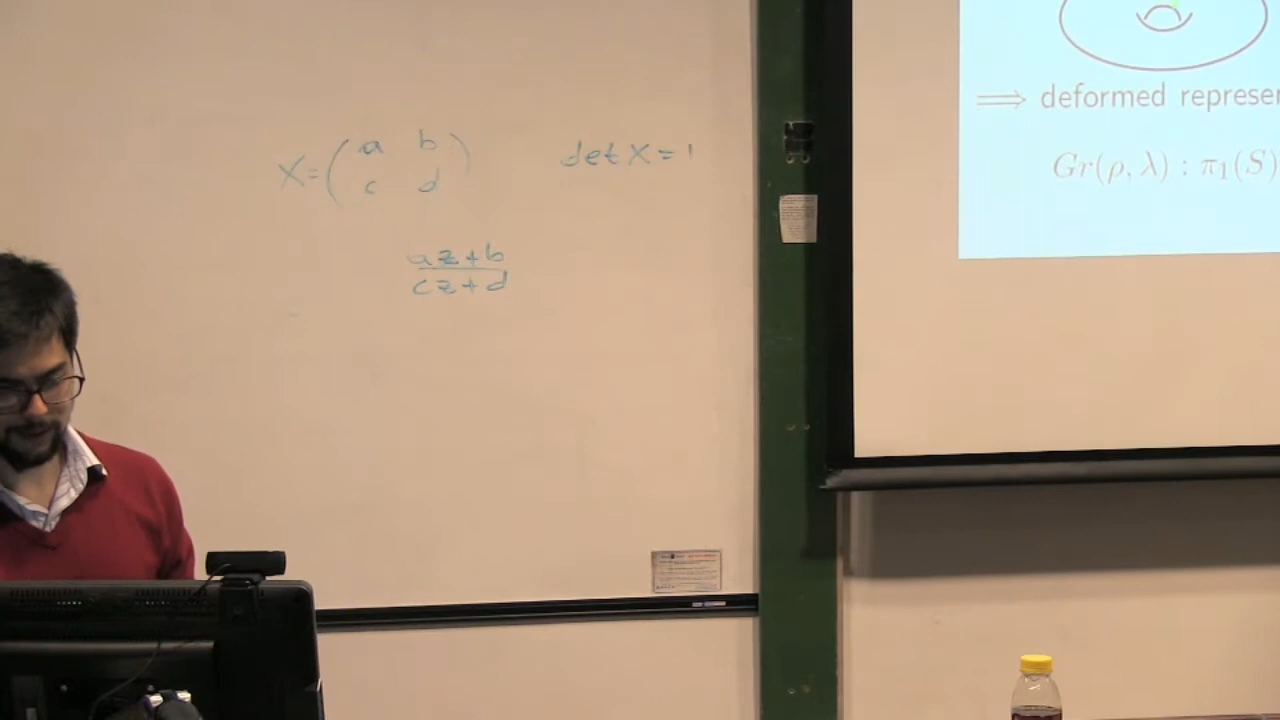 X = ( a b
c d )
det X = 1
az+b
cz+d
⟹ deformed represen
Gr(ρ, λ) : π₁(S)